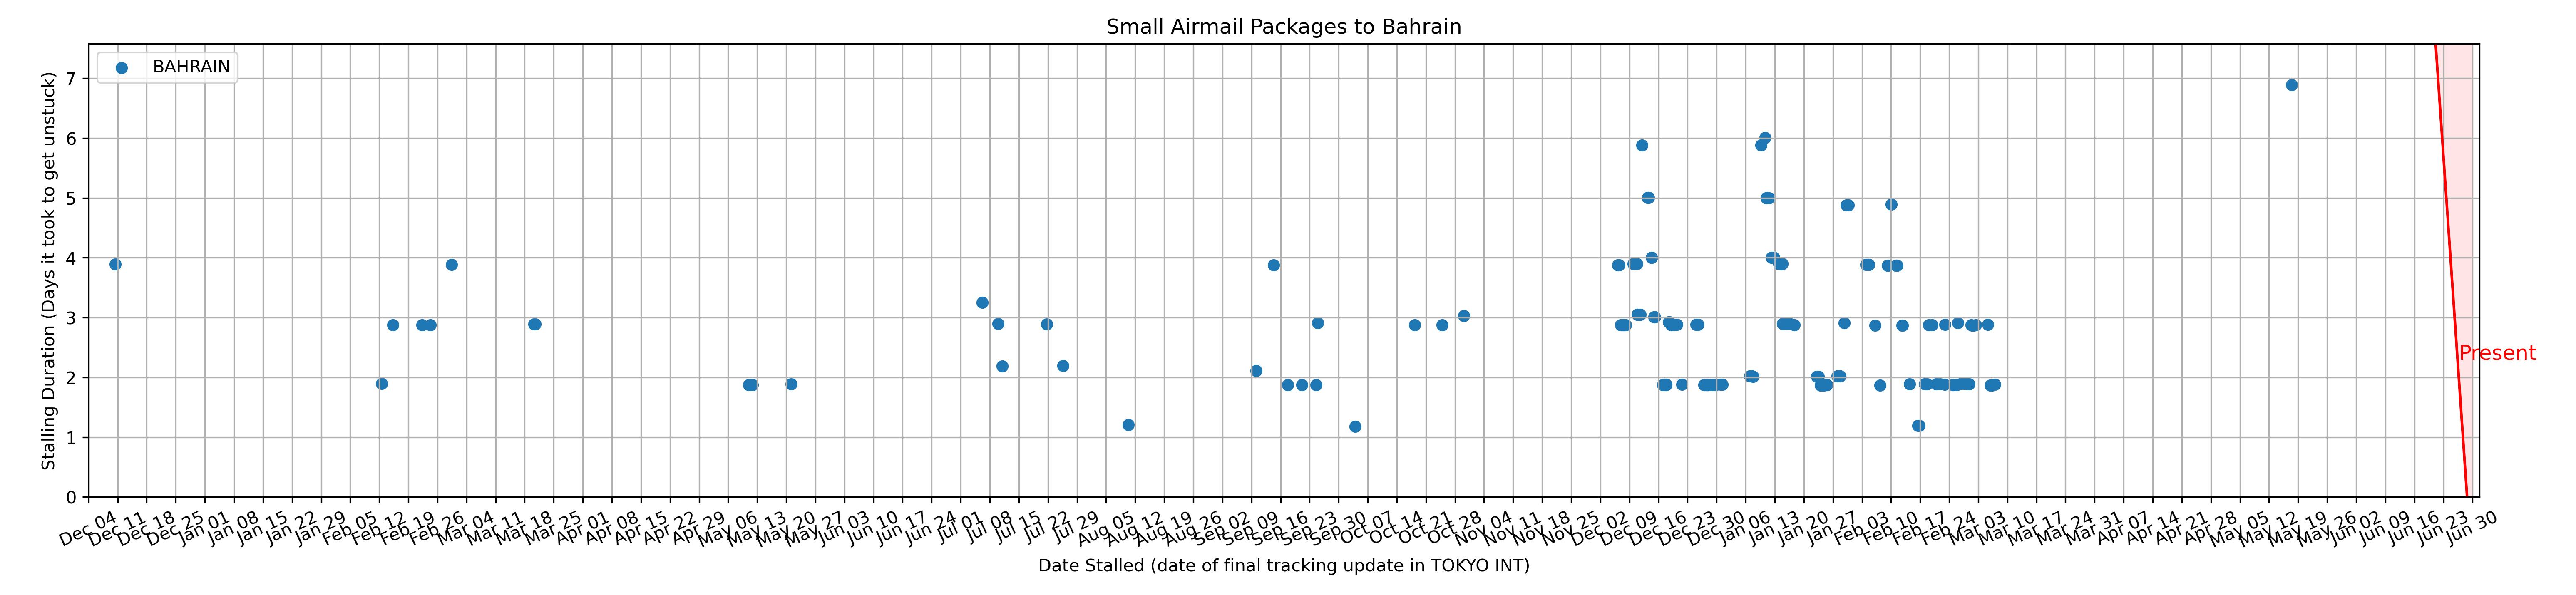 Small Airmail Packages to Bahrain
BAHRAIN
Stalling Duration (Days it took to get unstuck)
7
6
5
4
3
2
1
0
Present
Dec 04
Dec 11
Dec 18
Dec 25
Jan 01
Jan 08
Jan 15
Jan 22
Jan 29
Feb 05
Feb 12
Feb 19
Feb 26
Mar 04
Mar 11
Mar 18
Mar 25
Apr 01
Apr 08
Apr 15
Apr 22
Apr 29
May 06
May 13
May 20
May 27
Jun 03
Jun 10
Jun 17
Jun 24
Jul 01
Jul 08
Jul 15
Jul 22
Jul 29
Aug 05
Aug 12
Aug 19
Aug 26
Sep 02
Sep 09
Sep 16
Sep 23
Sep 30
Oct 07
Oct 14
Oct 21
Oct 28
Nov 04
Nov 11
Nov 18
Nov 25
Dec 02
Dec 09
Dec 16
Dec 23
Dec 30
Jan 06
Jan 13
Jan 20
Jan 27
Feb 03
Feb 10
Feb 17
Feb 24
Mar 03
Mar 10
Mar 17
Mar 24
Mar 31
Apr 07
Apr 14
Apr 21
Apr 28
May 05
May 12
May 19
May 26
Jun 02
Jun 09
Jun 16
Jun 23
Jun 30
Date Stalled (date of final tracking update in TOKYO INT)